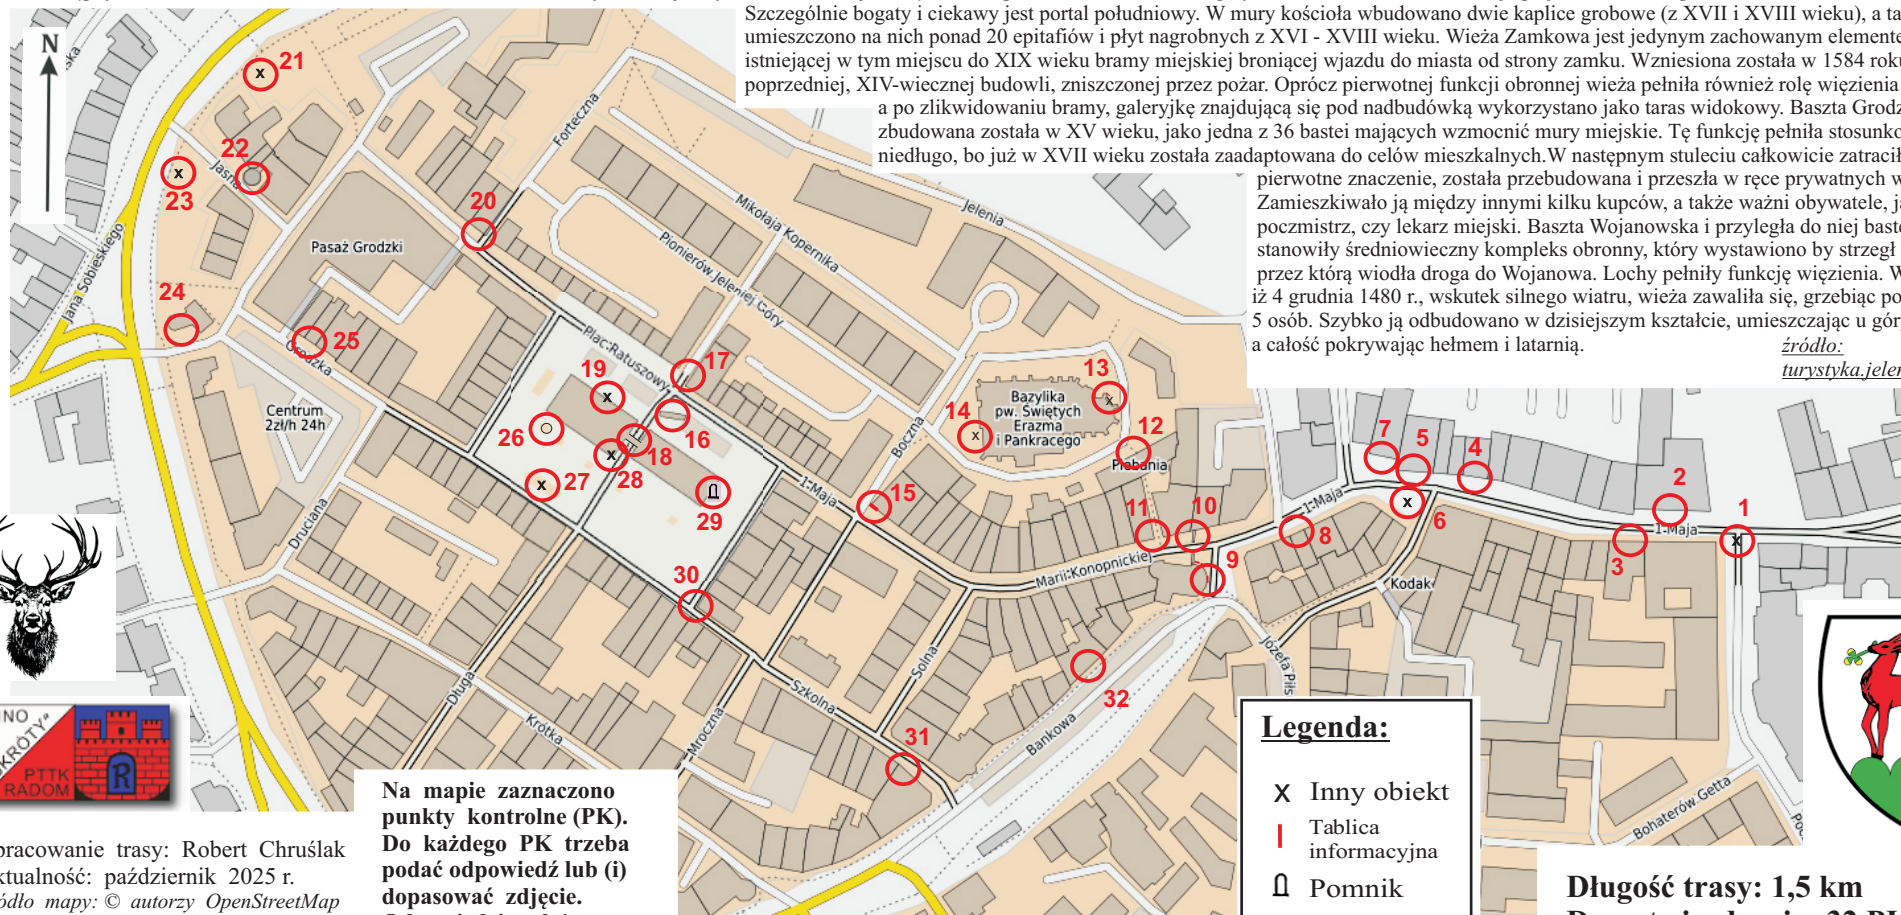 Szczególnie bogaty i ciekawy jest portal południowy. W mury kościoła wbudowano dwie kaplice grobowe (z XVII i XVIII wieku), a ta
umieszczono na nich ponad 20 epitafiów i płyt nagrobnych z XVI - XVIII wieku. Wieża Zamkowa jest jedynym zachowanym elemente
istniejącej w tym miejscu do XIX wieku bramy miejskiej broniącej wjazdu do miasta od strony zamku. Wzniesiona została w 1584 roku
poprzedniej, XIV-wiecznej budowli, zniszczonej przez pożar. Oprócz pierwotnej funkcji obronnej wieża pełniła również rolę więzienia
a po zlikwidowaniu bramy, galeryjkę znajdującą się pod nadbudówką wykorzystano jako taras widokowy. Baszta Grodz
zbudowana została w XV wieku, jako jedna z 36 bastei mających wzmocnić mury miejskie. Tę funkcję pełniła stosunko
niedługo, bo już w XVII wieku została zaadaptowana do celów mieszkalnych.W następnym stuleciu całkowicie zatracił
pierwotne znaczenie, została przebudowana i przeszła w ręce prywatnych w
Zamieszkiwało ją między innymi kilku kupców, a także ważni obywatele, ja
poczmistrz, czy lekarz miejski. Baszta Wojanowska i przyległa do niej baste
stanowiły średniowieczny kompleks obronny, który wystawiono by strzegł
przez którą wiodła droga do Wojanowa. Lochy pełniły funkcję więzienia. W
iż 4 grudnia 1480 r., wskutek silnego wiatru, wieża zawaliła się, grzebiąc po
5 osób. Szybko ją odbudowano w dzisiejszym kształcie, umieszczając u gór
a całość pokrywając hełmem i latarnią.
źródło:
turystyka.jelen
N
21
22
23
Jasna
20
Forteczna
Jelenia
Mikołaja Kopernika
Pionierów Jeleniej Góry
Pasaż Grodzki
Jana Sobieskiego
24
25
Grodzka
Plac Ratuszowy
17
19
16
18
26
27
28
29
Centrum
2zł/h 24h
Druciana
Boczna
Bazylika
pw. Świętych
Erazma
i Pankracego
13
14
12
Plebania
15
1 Maja
11
10
9
8
1 Maja
7
5
4
6
2
1
1 Maja
3
Marii Konopnickiej
Kodak
30
Długa
Krótka
Mroczna
Szkolna
Solna
31
32
Bankowa
Józefa Piłs
Bohaterów Getta
Poc
INO
SKRÓTY"
PTTK
RADOM
R
pracowanie trasy: Robert Chruślak
ktualność: październik 2025 r.
ódło mapy: © autorzy OpenStreetMap
Na mapie zaznaczono
punkty kontrolne (PK).
Do każdego PK trzeba
podać odpowiedź lub (i)
dopasować zdjęcie.
Legenda:
x Inny obiekt
Tablica
informacyjna
Pomnik
Długość trasy: 1,5 km